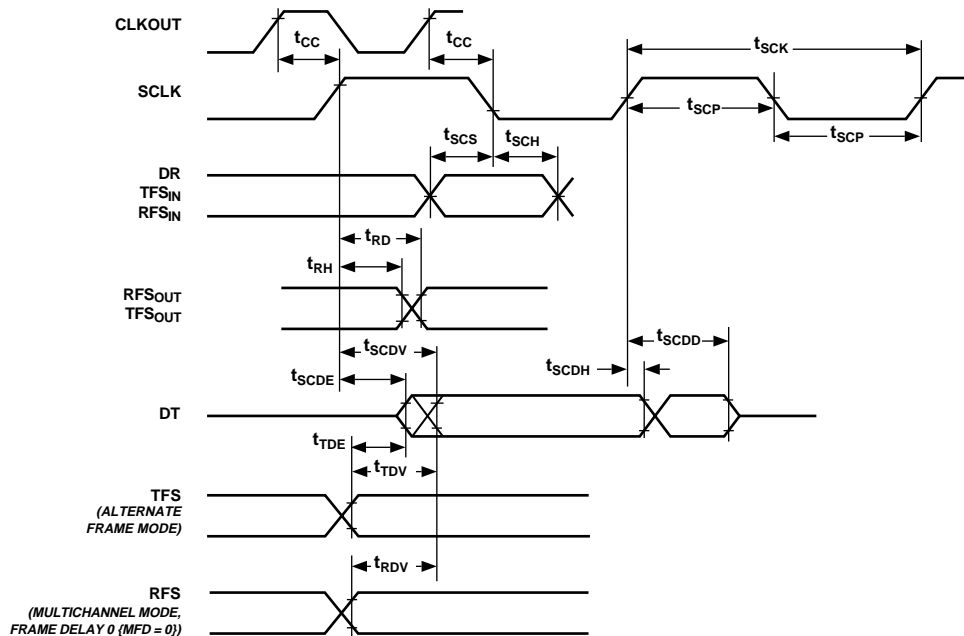 CLKOUT
tCC
tCC
tSCK
SCLK
tSCP
tSCP
tSCS
tSCH
DR
TFSIN
RFSIN
tRD
tRH
RFSOUT
TFSOUT
tSCDV
tSCDD
tSCDE
tSCDH
DT
tTDE
tTDV
TFS
(ALTERNATE
FRAME MODE)
tRDV
RFS
(MULTICHANNEL MODE,
FRAME DELAY 0 {MFD = 0})